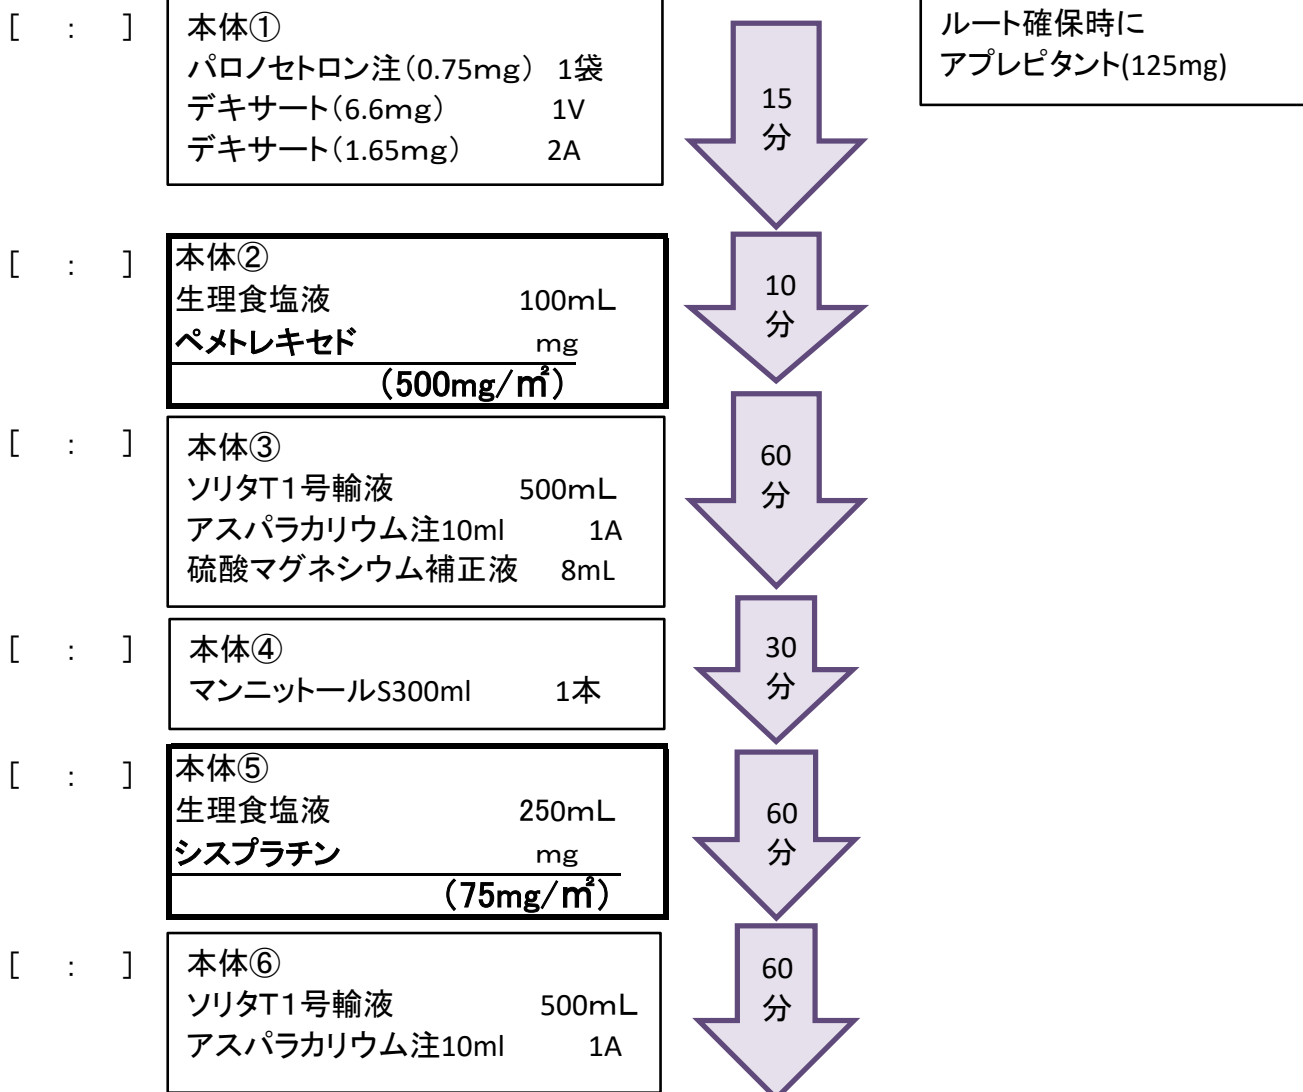 [ : ]
本体①
パロノセトロン注（0.75mg） 1袋
デキサート（6.6mg） 1V
デキサート（1.65mg） 2A
15
分
ルート確保時に
アプレピタント(125mg)
[ : ]
本体②
生理食塩液 100mL
ペメトレキセド mg
（500mg/㎡）
10
分
[ : ]
本体③
ソリタT１号輸液 500mL
アスパラカリウム注10ml 1A
硫酸マグネシウム補正液 8mL
60
分
[ : ]
本体④
マンニットールS300ml 1本
30
分
[ : ]
本体⑤
生理食塩液 250mL
シスプラチン mg
（75mg/㎡）
60
分
[ : ]
本体⑥
ソリタT１号輸液 500mL
アスパラカリウム注10ml 1A
60
分